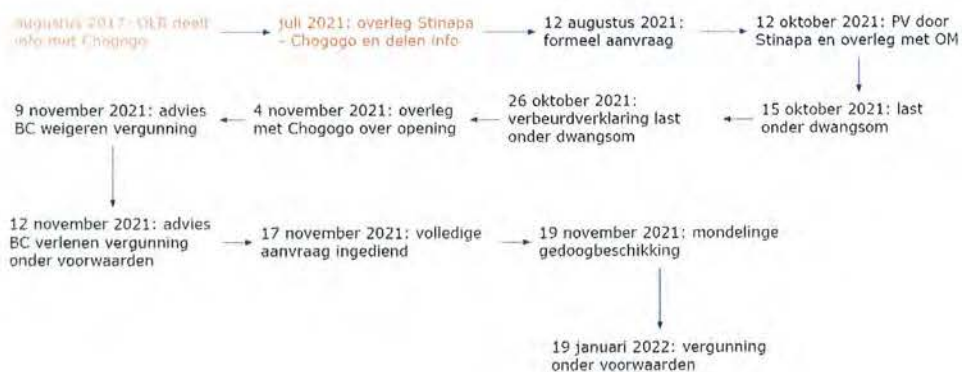 augustus 2017: OLB deelt
info met Chogogo
juli 2021: overleg Stinapa
- Chogogo en delen info
12 augustus 2021:
formeel aanvraag
12 oktober 2021: PV door
Stinapa en overleg met OM
9 november 2021: advies
BC weigeren vergunning
4 november 2021: overleg
met Chogogo over opening
26 oktober 2021:
verbeurdverklaring last
onder dwangsom
15 oktober 2021: last
onder dwangsom
12 november 2021: advies
BC verlenen vergunning
onder voorwaarden
17 november 2021: volledige
aanvraag ingediend
19 november 2021: mondelinge
gedoogbeschikking
19 januari 2022: vergunning
onder voorwaarden